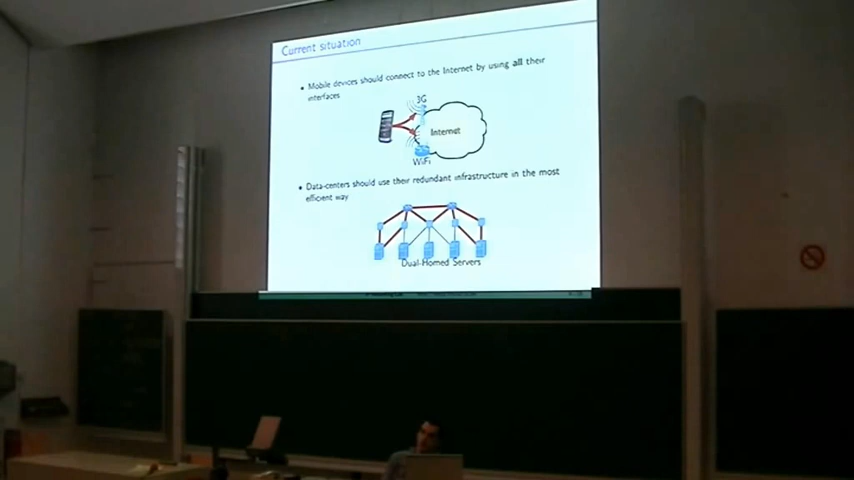 Current situation
• Mobile devices should connect to the Internet by using all their
interfaces
3G
Internet
WiFi
• Data-centers should use their redundant infrastructure in the most
efficient way
Dual-Homed Servers